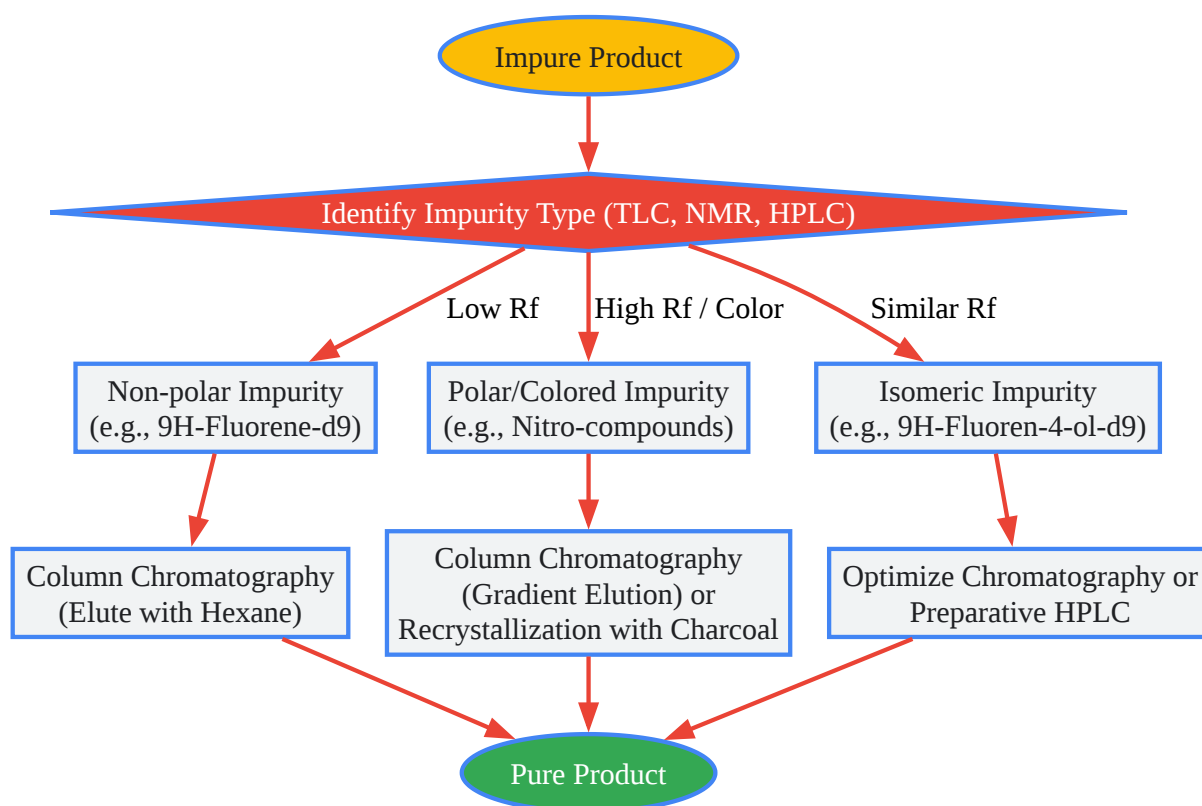 Impure Product
Identify Impurity Type (TLC, NMR, HPLC)
Low Rf
High Rf / Color
Similar Rf
Non-polar Impurity
(e.g., 9H-Fluorene-d9)
Polar/Colored Impurity
(e.g., Nitro-compounds)
Isomeric Impurity
(e.g., 9H-Fluoren-4-ol-d9)
Column Chromatography
(Elute with Hexane)
Column Chromatography
(Gradient Elution) or
Recrystallization with Charcoal
Optimize Chromatography or
Preparative HPLC
Pure Product